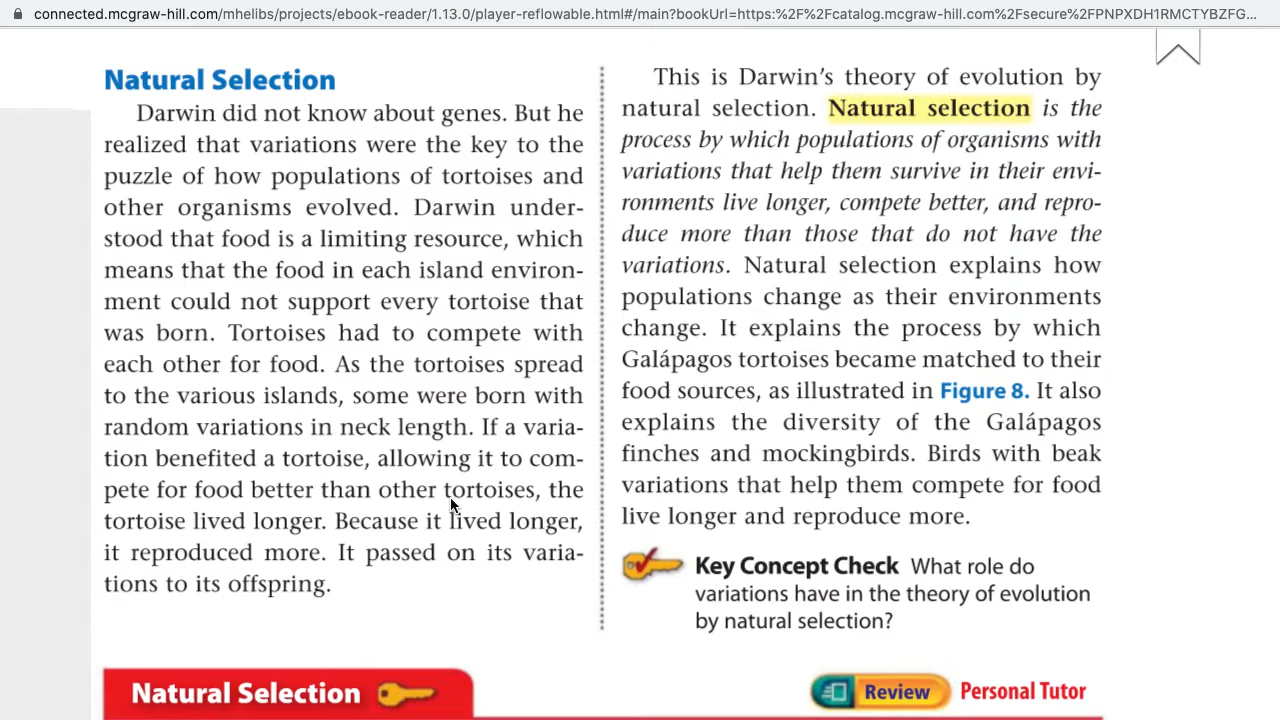 connected.mcgraw-hill.com/mhelibs/projects/ebook-reader/1.13.0/player-reflowable.html#/main?bookUrl=https:%2F%2Fcatalog.mcgraw-hill.com%2Fsecure%2FPNPXDH1RMCTYBZFG...
Natural Selection
Darwin did not know about genes. But he
realized that variations were the key to the
puzzle of how populations of tortoises and
other organisms evolved. Darwin under-
stood that food is a limiting resource, which
means that the food in each island environ-
ment could not support every tortoise that
was born. Tortoises had to compete with
each other for food. As the tortoises spread
to the various islands, some were born with
random variations in neck length. If a varia-
tion benefited a tortoise, allowing it to com-
pete for food better than other tortoises, the
tortoise lived longer. Because it lived longer,
it reproduced more. It passed on its varia-
tions to its offspring.
This is Darwin's theory of evolution by
natural selection. Natural selection is the
process by which populations of organisms with
variations that help them survive in their envi-
ronments live longer, compete better, and repro-
duce more than those that do not have the
variations. Natural selection explains how
populations change as their environments
change. It explains the process by which
Galápagos tortoises became matched to their
food sources, as illustrated in Figure 8. It also
explains the diversity of the Galápagos
finches and mockingbirds. Birds with beak
variations that help them compete for food
live longer and reproduce more.
Key Concept Check What role do
variations have in the theory of evolution
by natural selection?
Natural Selection
Review Personal Tutor